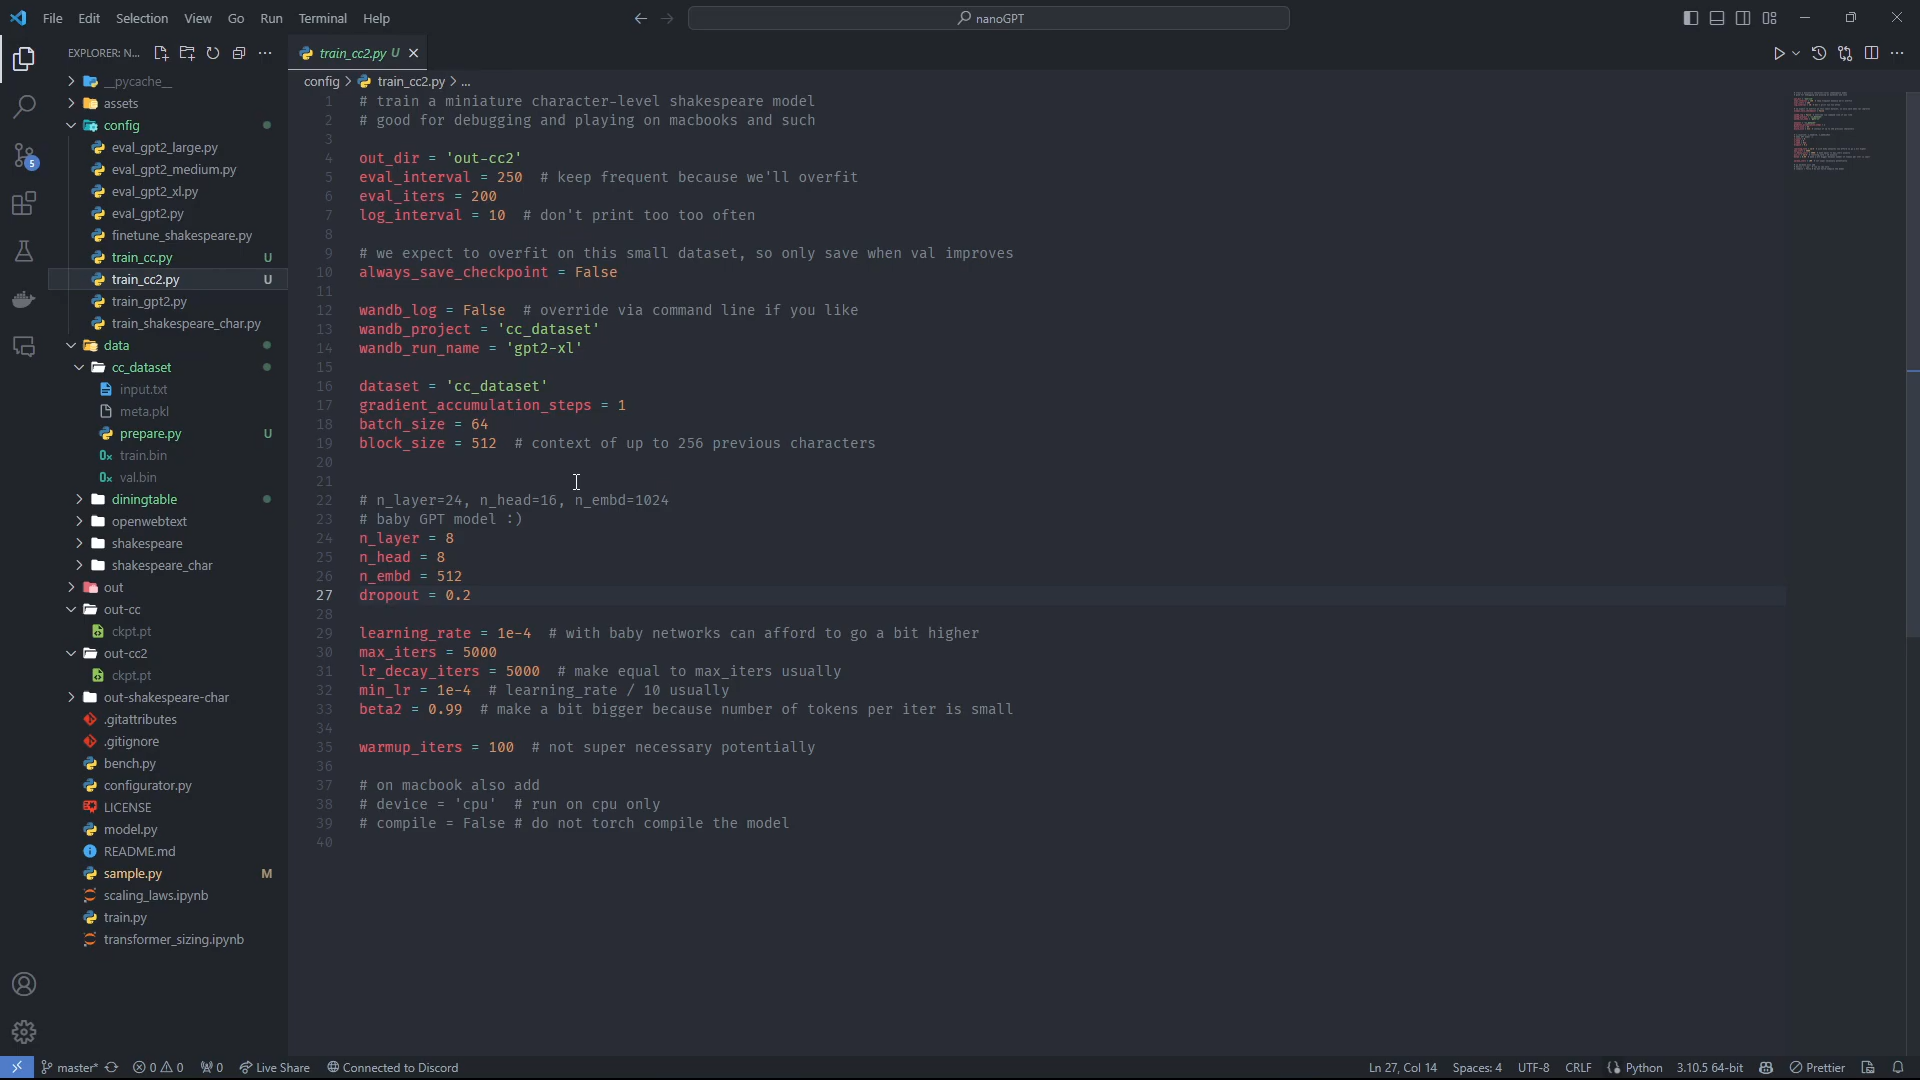 File Edit Selection View Go Run Terminal Help
nanoGPT
EXPLORER: N...
__pycache__
assets
config
eval_gpt2_large.py
eval_gpt2_medium.py
eval_gpt2_xl.py
eval_gpt2.py
finetune_shakespeare.py
train_cc.py U
train_cc2.py U
train_gpt2.py
train_shakespeare_char.py
data
cc_dataset
input.txt
meta.pkl
prepare.py U
train.bin
val.bin
diningtable
openwebtext
shakespeare
shakespeare_char
out
out-cc
ckpt.pt
out-cc2
ckpt.pt
out-shakespeare-char
.gitattributes
.gitignore
bench.py
configurator.py
LICENSE
model.py
README.md
sample.py M
scaling_laws.ipynb
train.py
transformer_sizing.ipynb
5
train_cc2.py U
config > train_cc2.py > ...
1 # train a miniature character-level shakespeare model
2 # good for debugging and playing on macbooks and such
3
4 out_dir = 'out-cc2'
5 eval_interval = 250 # keep frequent because we'll overfit
6 eval_iters = 200
7 log_interval = 10 # don't print too too often
8
9 # we expect to overfit on this small dataset, so only save when val improves
10 always_save_checkpoint = False
11
12 wandb_log = False # override via command line if you like
13 wandb_project = 'cc_dataset'
14 wandb_run_name = 'gpt2-xl'
15
16 dataset = 'cc_dataset'
17 gradient_accumulation_steps = 1
18 batch_size = 64
19 block_size = 512 # context of up to 256 previous characters
20
21
22 # n_layer=24, n_head=16, n_embd=1024
23 # baby GPT model :)
24 n_layer = 8
25 n_head = 8
26 n_embd = 512
27 dropout = 0.2
28
29 learning_rate = 1e-4 # with baby networks can afford to go a bit higher
30 max_iters = 5000
31 lr_decay_iters = 5000 # make equal to max_iters usually
32 min_lr = 1e-4 # learning_rate / 10 usually
33 beta2 = 0.99 # make a bit bigger because number of tokens per iter is small
34
35 warmup_iters = 100 # not super necessary potentially
36
37 # on macbook also add
38 # device = 'cpu' # run on cpu only
39 # compile = False # do not torch compile the model
40
master* 0 0 0 Live Share Connected to Discord Ln 27, Col 14 Spaces: 4 UTF-8 CRLF Python 3.10.5 64-bit Prettier